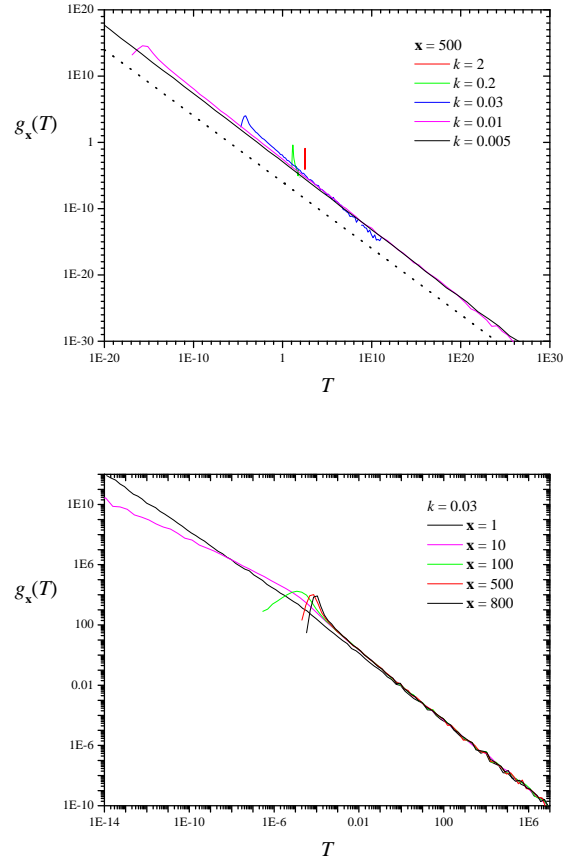 1E20
1E10
1
1E-10
1E-20
1E-30
g_x(T)
x = 500
k = 2
k = 0.2
k = 0.03
k = 0.01
k = 0.005
1E-20 1E-10 1 1E10 1E20 1E30
T
1E10
1E6
100
0.01
1E-6
1E-10
g_x(T)
k = 0.03
x = 1
x = 10
x = 100
x = 500
x = 800
1E-14 1E-10 1E-6 0.01 100 1E6
T